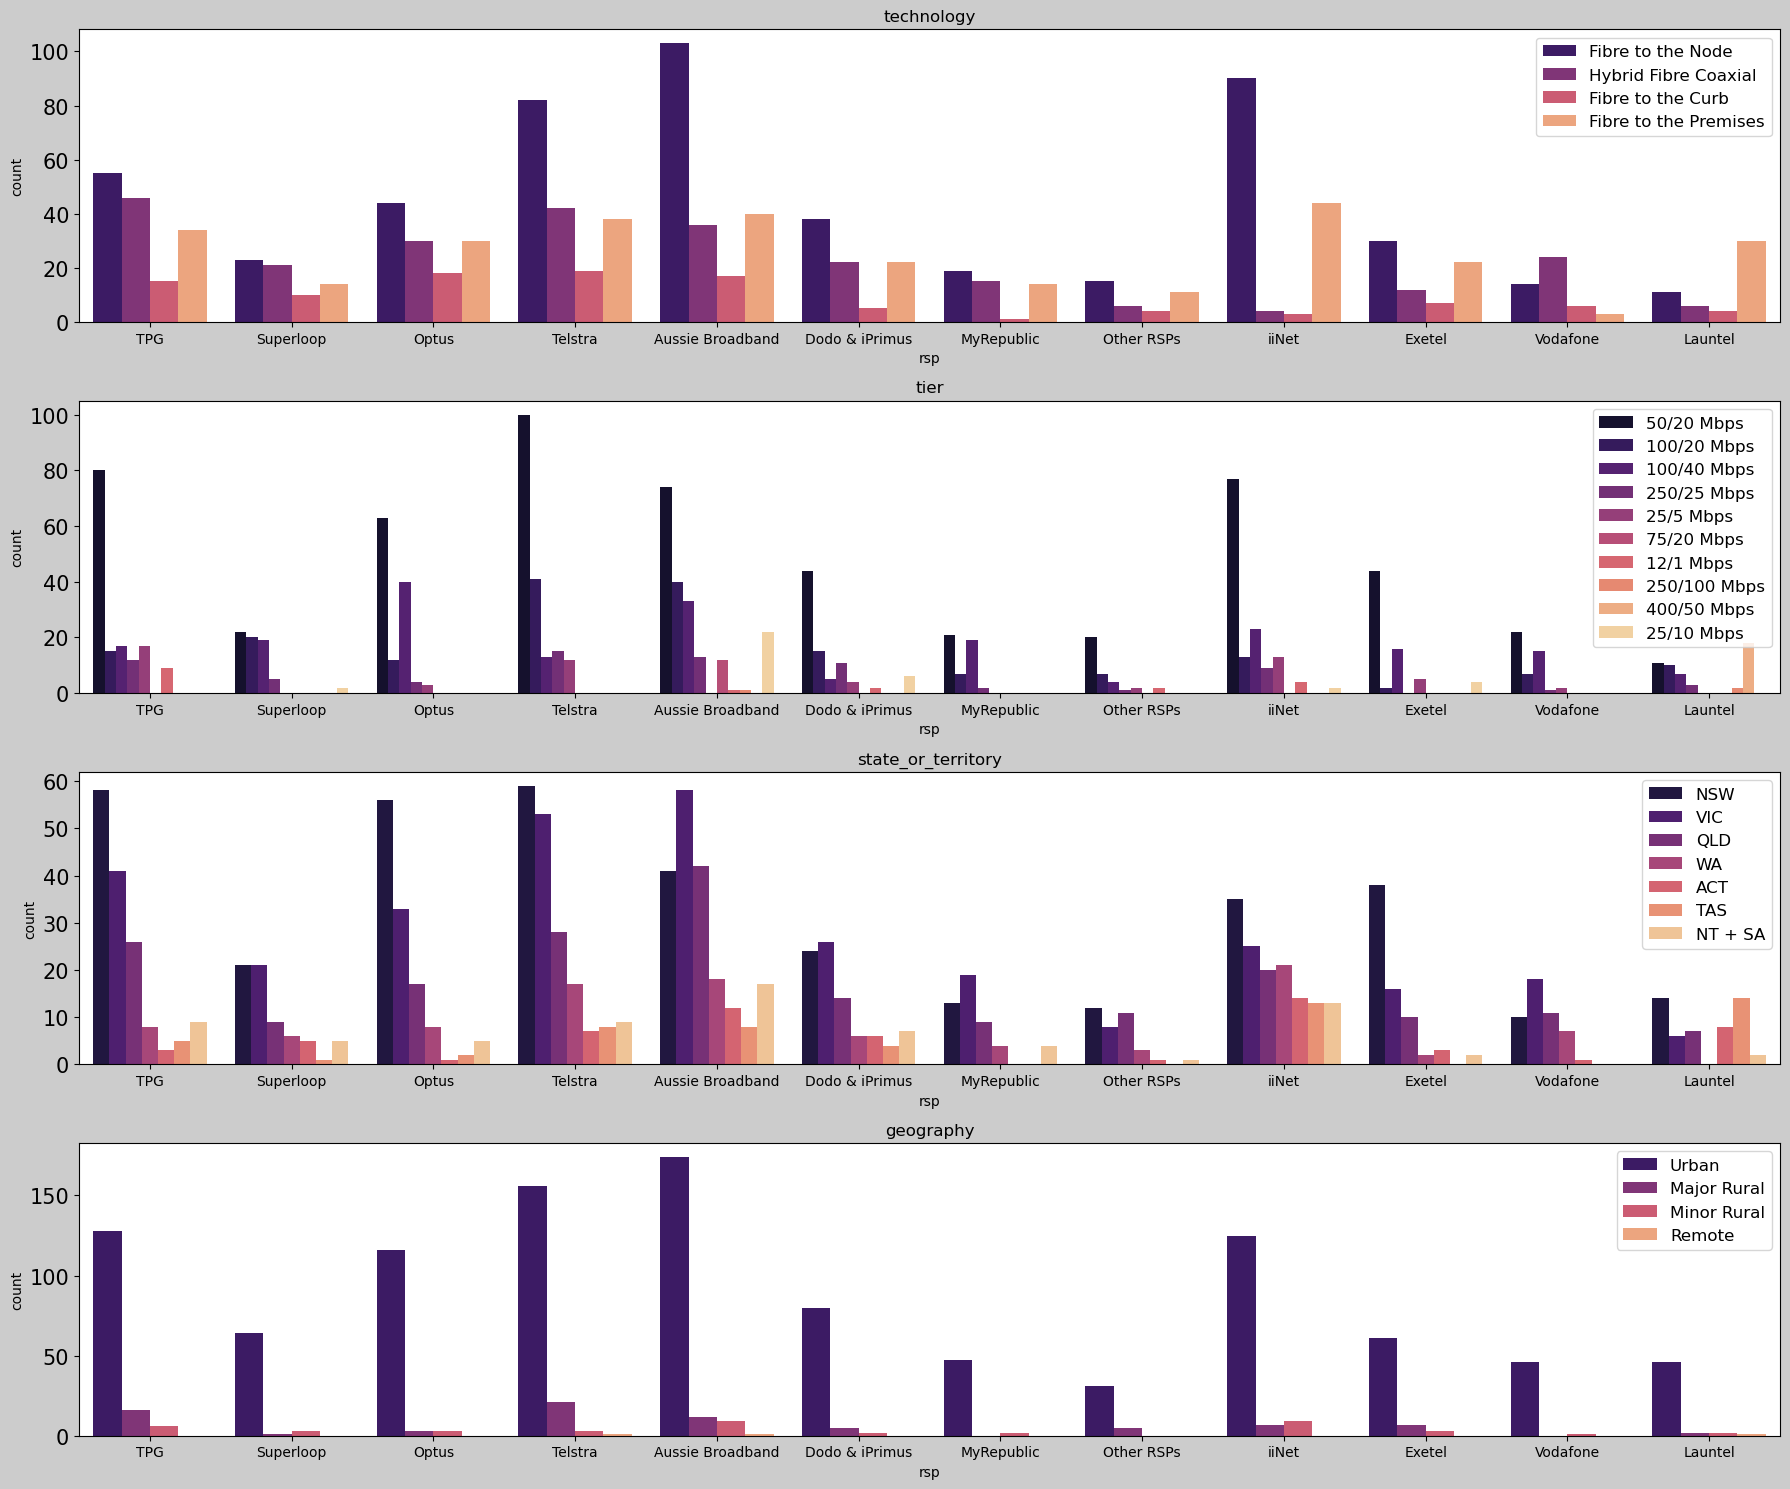 technology
100
80
60
40
20
0
count
Fibre to the Node
Hybrid Fibre Coaxial
Fibre to the Curb
Fibre to the Premises
TPG Superloop Optus Telstra Aussie Broadband Dodo & iPrimus MyRepublic Other RSPs iiNet Exetel Vodafone Launtel
rsp
tier
100
80
60
40
20
0
count
50/20 Mbps
100/20 Mbps
100/40 Mbps
250/25 Mbps
25/5 Mbps
75/20 Mbps
12/1 Mbps
250/100 Mbps
400/50 Mbps
25/10 Mbps
TPG Superloop Optus Telstra Aussie Broadband Dodo & iPrimus MyRepublic Other RSPs iiNet Exetel Vodafone Launtel
rsp
state_or_territory
60
50
40
30
20
10
0
count
NSW
VIC
QLD
WA
ACT
TAS
NT + SA
TPG Superloop Optus Telstra Aussie Broadband Dodo & iPrimus MyRepublic Other RSPs iiNet Exetel Vodafone Launtel
rsp
geography
150
100
50
0
count
Urban
Major Rural
Minor Rural
Remote
TPG Superloop Optus Telstra Aussie Broadband Dodo & iPrimus MyRepublic Other RSPs iiNet Exetel Vodafone Launtel
rsp